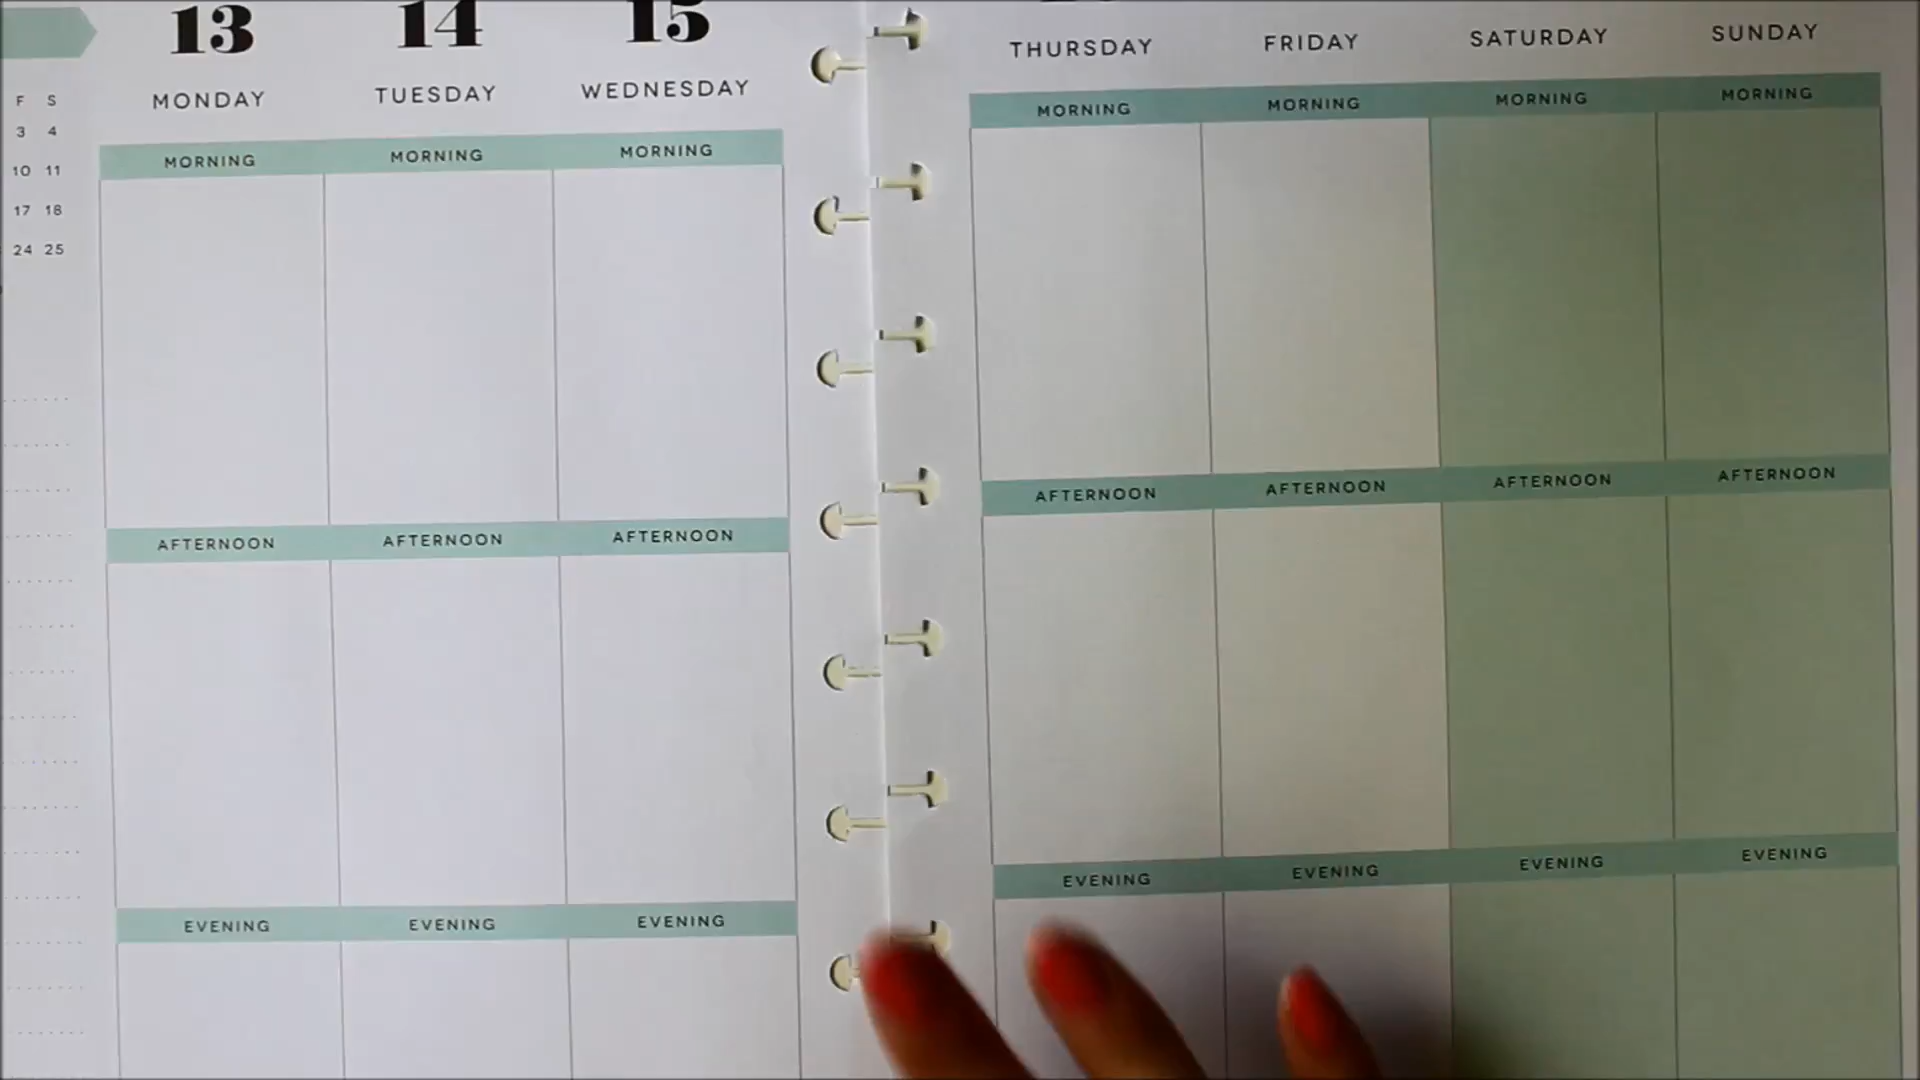 F S
3 4
10 11
17 18
24 25
13 14 15
MONDAY TUESDAY WEDNESDAY
MORNING MORNING MORNING
AFTERNOON AFTERNOON AFTERNOON
EVENING EVENING EVENING
THURSDAY FRIDAY SATURDAY SUNDAY
MORNING MORNING MORNING MORNING
AFTERNOON AFTERNOON AFTERNOON AFTERNOON
EVENING EVENING EVENING EVENING